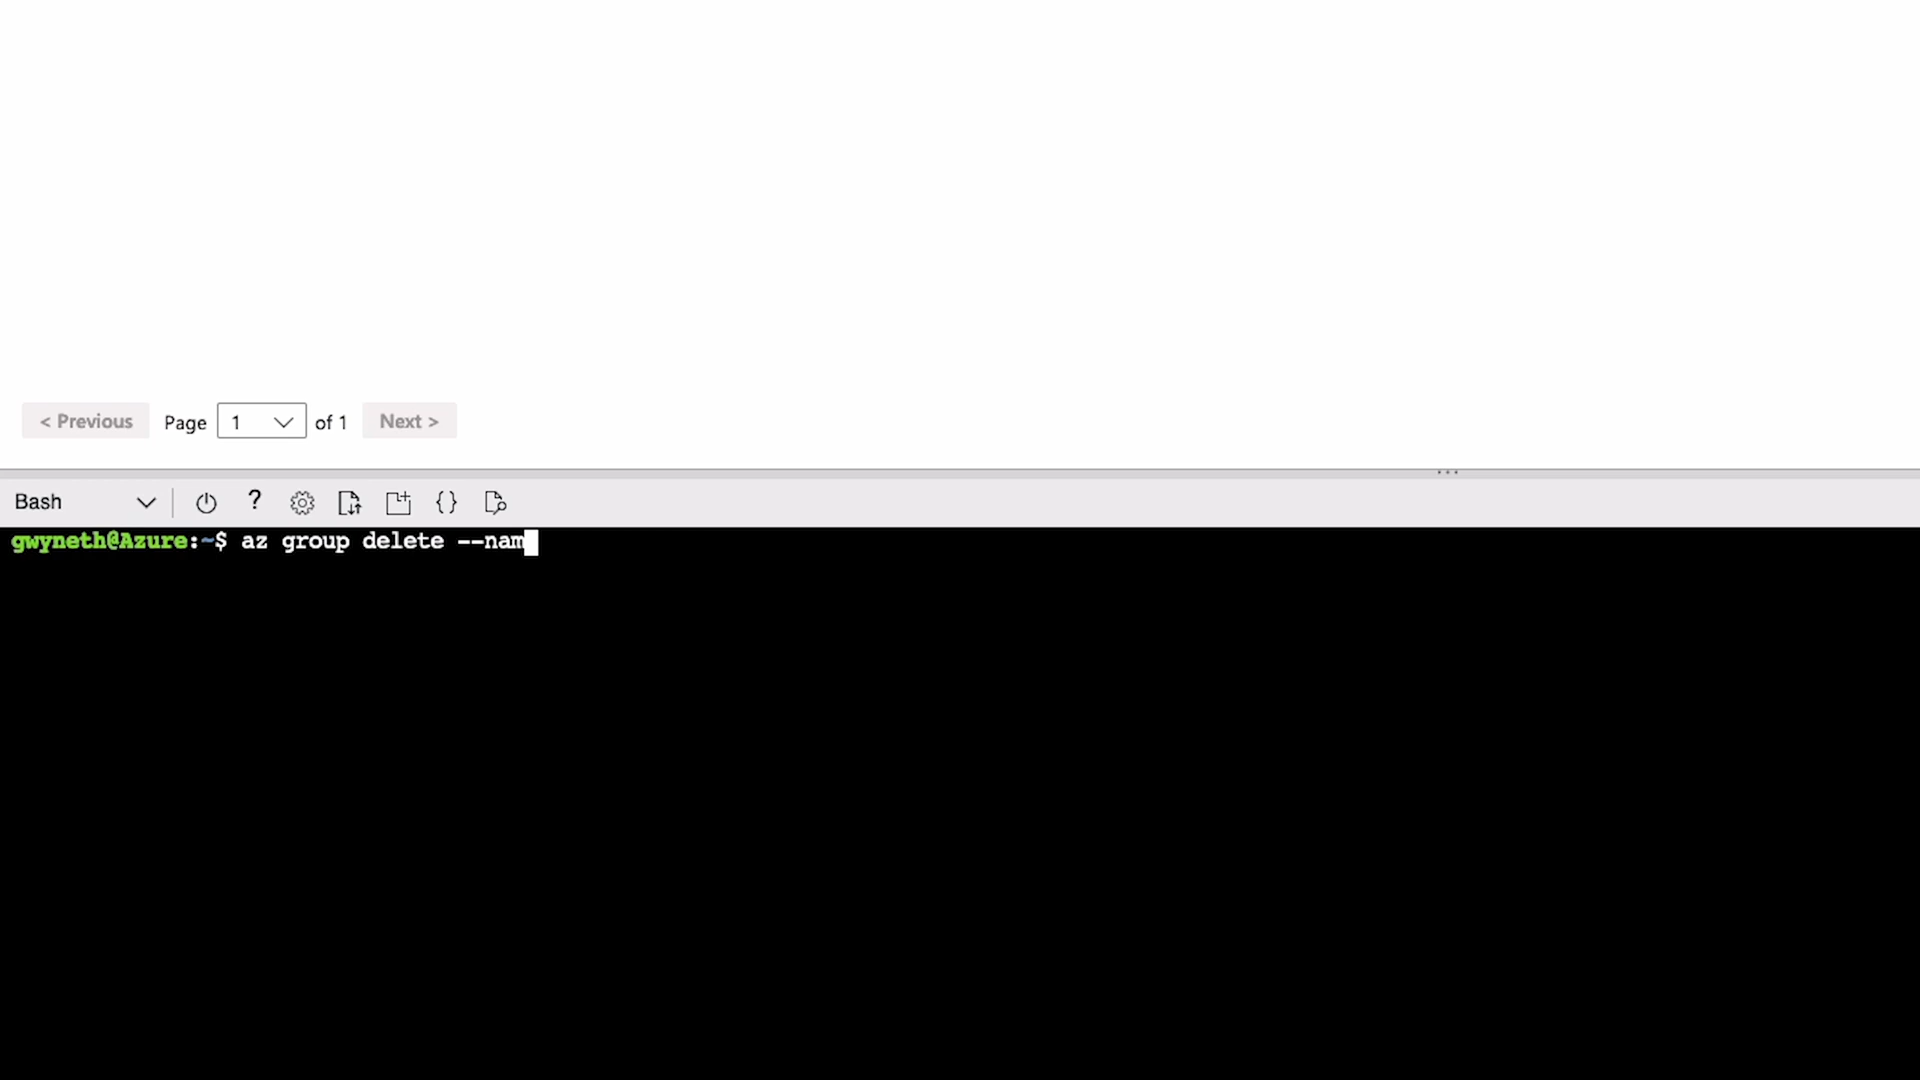 < Previous Page 1 of 1 Next >
Bash ? {}
gwyneth@Azure:~$ az group delete --nam